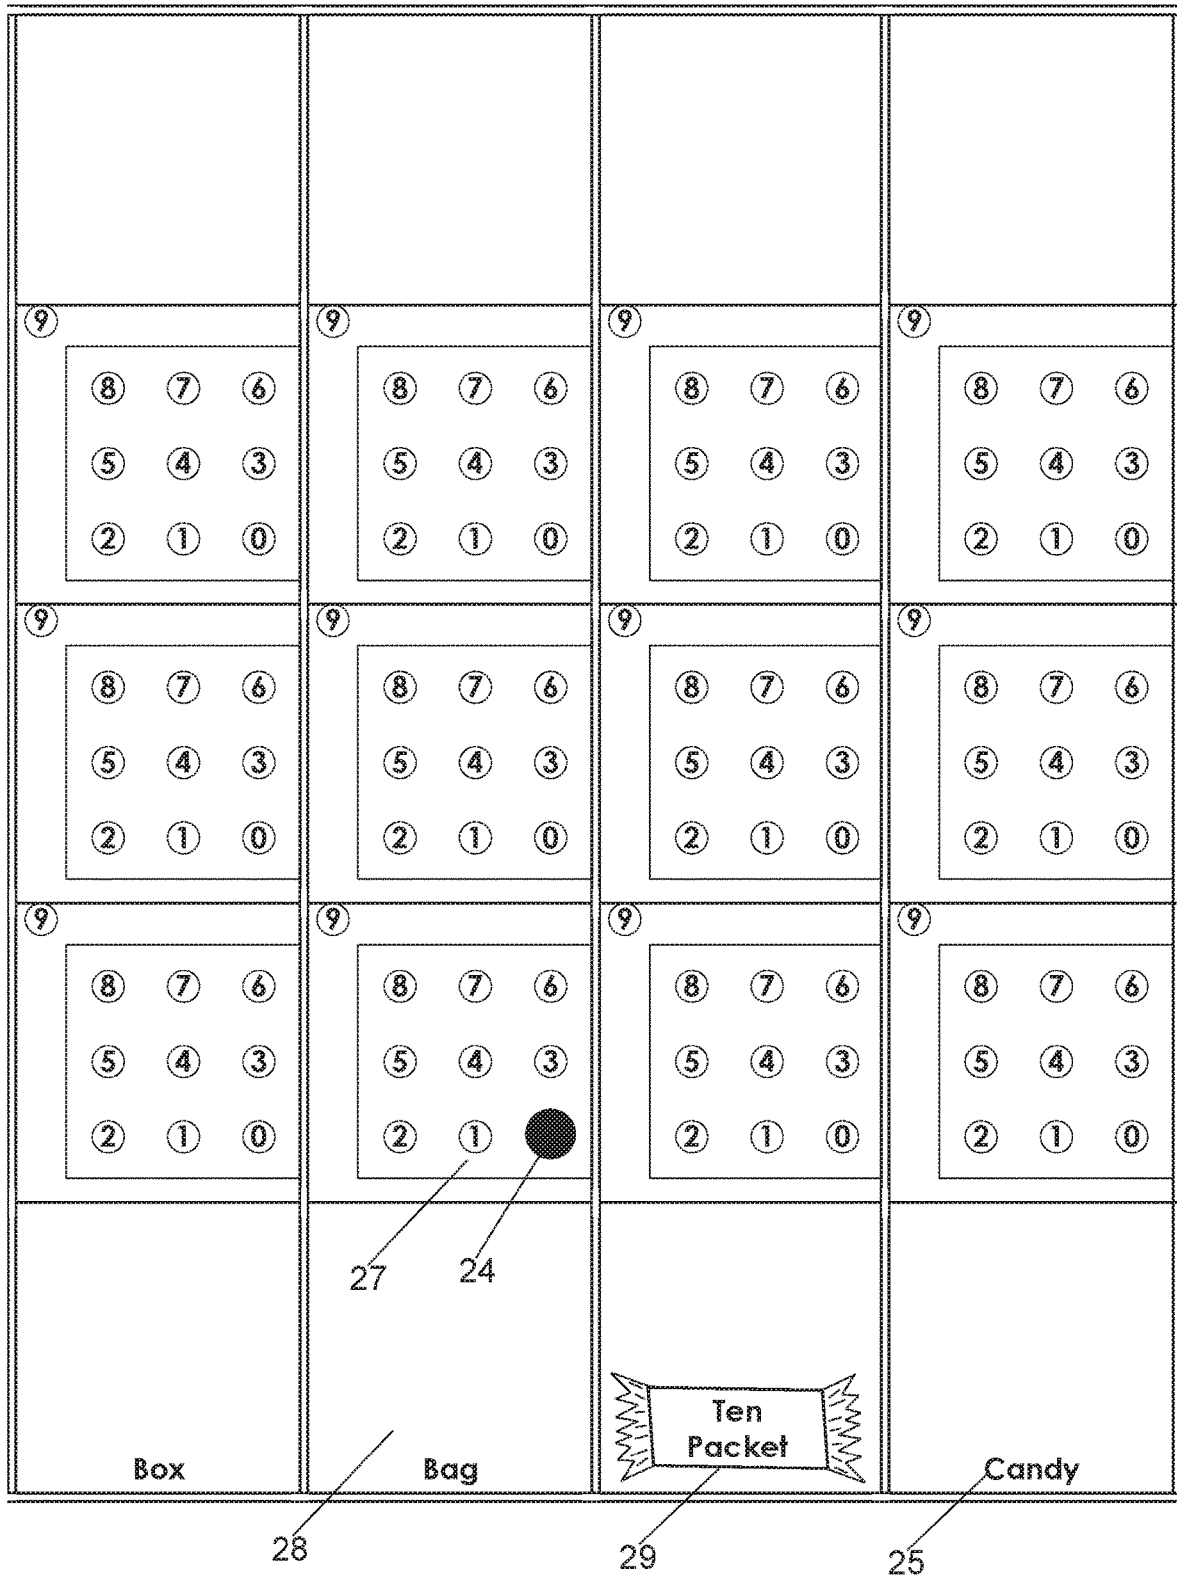 9 9 9 9
8 7 6 8 7 6 8 7 6 8 7 6
5 4 3 5 4 3 5 4 3 5 4 3
2 1 0 2 1 0 2 1 0 2 1 0
9 9 9 9
8 7 6 8 7 6 8 7 6 8 7 6
5 4 3 5 4 3 5 4 3 5 4 3
2 1 0 2 1 0 2 1 0 2 1 0
9 9 9 9
8 7 6 8 7 6 8 7 6 8 7 6
5 4 3 5 4 3 5 4 3 5 4 3
2 1 0 2 1 2 1 0 2 1 0
27 24
Ten
Packet
Box Bag Candy
28 29 25